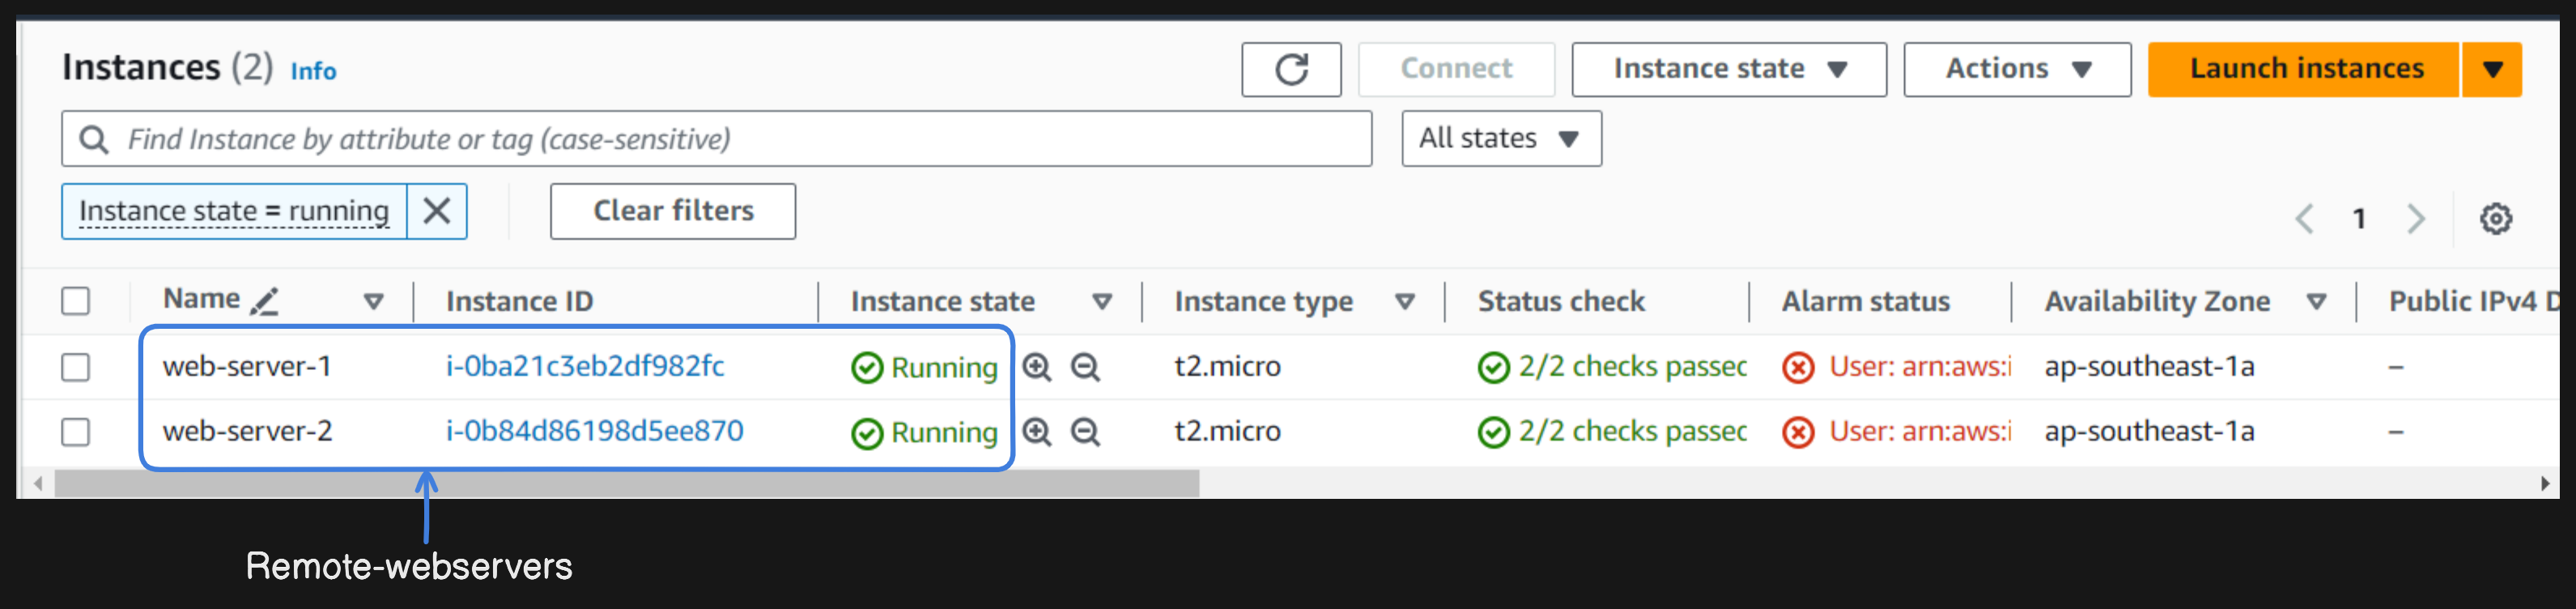 Instances (2) Info Connect Instance state Actions Launch instances
Find Instance by attribute or tag (case-sensitive) All states
Instance state = running Clear filters 1
Name Instance ID Instance state Instance type Status check Alarm status Availability Zone Public IPv4 D
web-server-1 i-0ba21c3eb2df982fc Running t2.micro 2/2 checks passec User: arn:aws:i ap-southeast-1a –
web-server-2 i-0b84d86198d5ee870 Running t2.micro 2/2 checks passec User: arn:aws:i ap-southeast-1a –
Remote-webservers